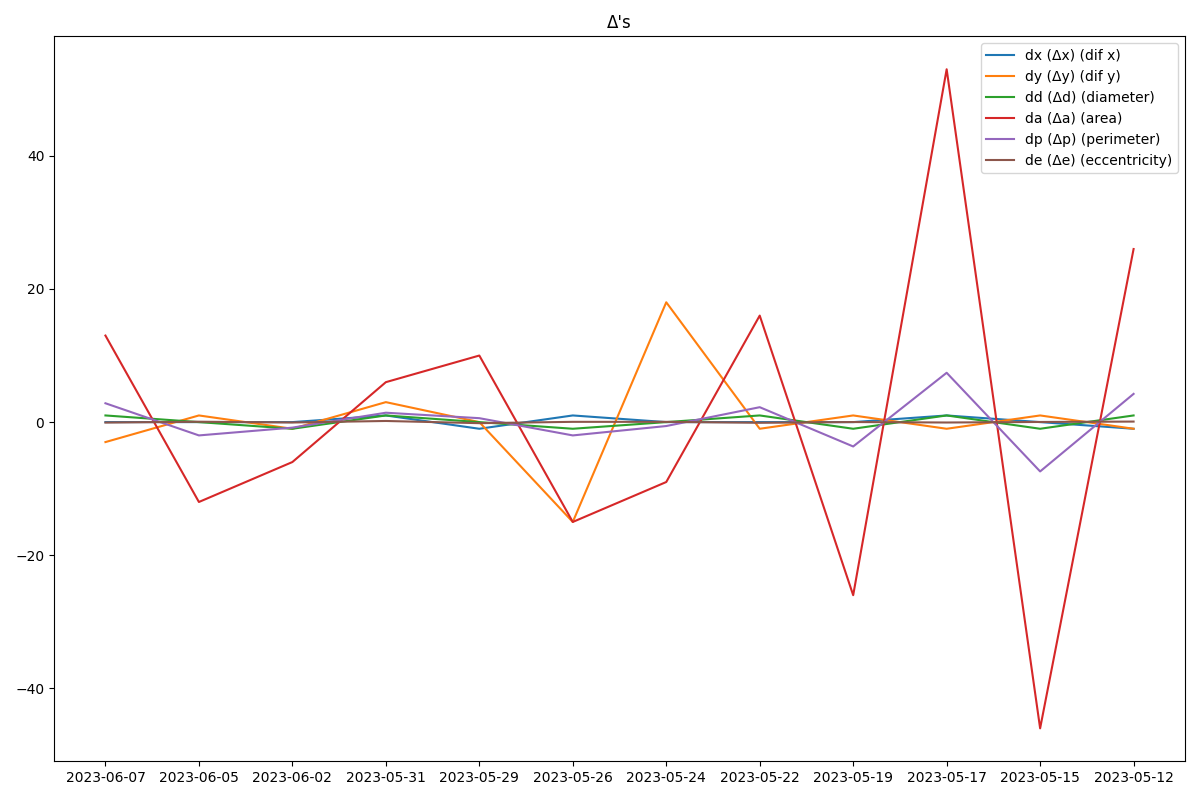 Δ's
dx (Δx) (dif x)
dy (Δy) (dif y)
dd (Δd) (diameter)
da (Δa) (area)
dp (Δp) (perimeter)
de (Δe) (eccentricity)
40
20
0
−20
−40
2023-06-07 2023-06-05 2023-06-02 2023-05-31 2023-05-29 2023-05-26 2023-05-24 2023-05-22 2023-05-19 2023-05-17 2023-05-15 2023-05-12